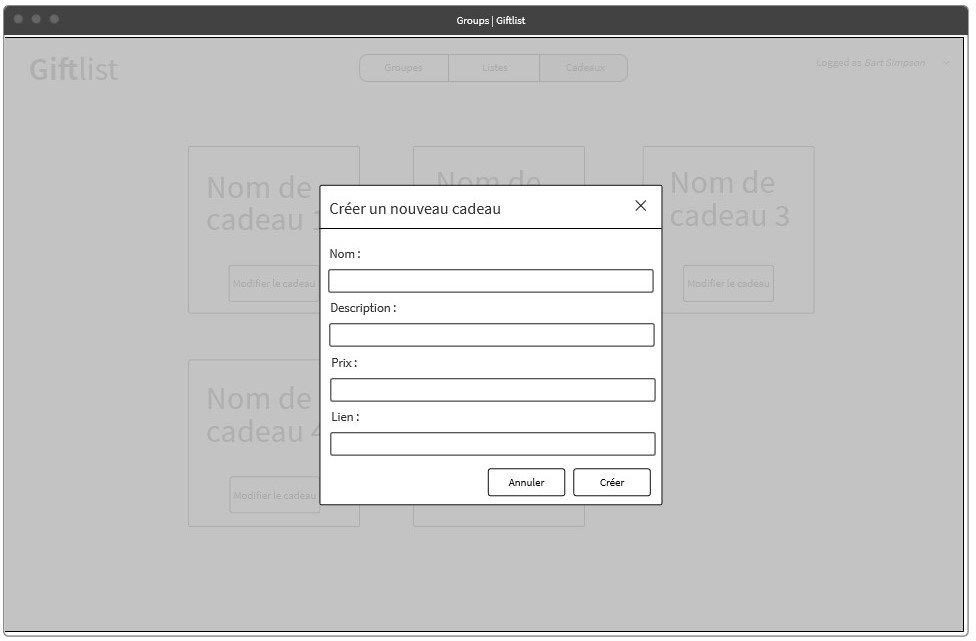 Groups | Giftlist
Giftlist
Groupes
Listes
Cadeaux
Logged as Bart Simpson
Nom de
cadeau 1
Nom de
Nom de
cadeau 3
Modifier le cadeau
Modifier le cadeau
Créer un nouveau cadeau
Nom :
Description :
Prix :
Lien :
Annuler
Créer
Nom de
cadeau 4
Modifier le cadeau